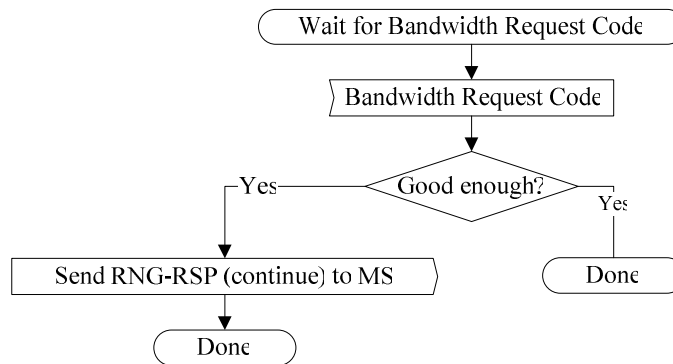 Wait for Bandwidth Request Code
Bandwidth Request Code
Good enough?
Yes
Yes
Send RNG-RSP (continue) to MS
Done
Done